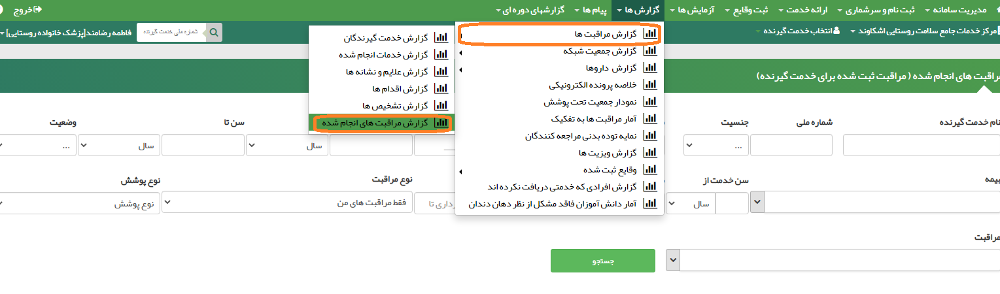 مدیریت سامانه ثبت نام و سرشماری ارائه خدمت ثبت وقایع آزمایش ها گزارش ها پیام ها گزارشهای دوره ای خروج
مرکز خدمات جامع سلامت روستایی اشکاوند انتخاب خدمت گیرنده شماره ملی خدمت گیرنده فاطمه رضامند[پزشک خانواده روستایی]
گزارش مراقبت ها
گزارش جمعیت شبکه
گزارش داروها
خلاصه پرونده الکترونیکی
نمودار جمعیت تحت پوشش
آمار مراقبت ها به تفکیک
نمایه توده بدنی مراجعه کنندگان
گزارش ویزیت ها
وقایع ثبت شده
گزارش افرادی که خدمتی دریافت نکرده اند
آمار دانش آموزان فاقد مشکل از نظر دهان دندان
گزارش خدمت گیرندگان
گزارش خدمات انجام شده
گزارش علایم و نشانه ها
گزارش اقدام ها
گزارش تشخیص ها
گزارش مراقبت های انجام شده
مراقبت های انجام شده ( مراقبت ثبت شده برای خدمت گیرنده)
نام خدمت گیرنده شماره ملی جنسیت سن تا وضعیت
... سال سال ...
بیمه سن خدمت از نوع مراقبت نوع پوشش
سال فقط مراقبت های من نوع پوشش
مراقبت
جستجو